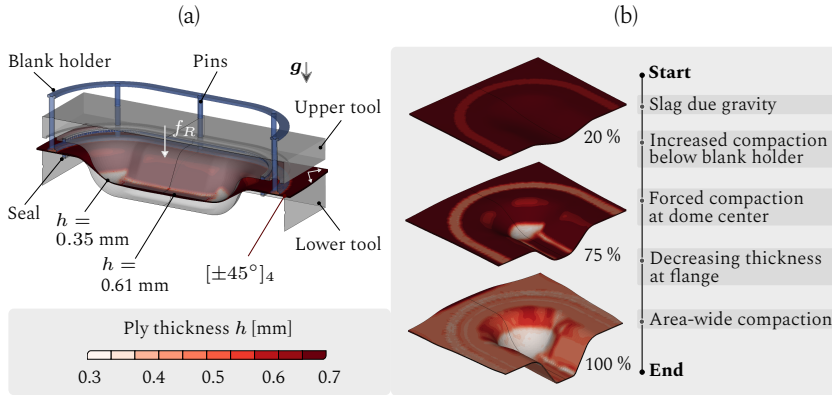 (a)
Blank holder
Pins
g
Upper tool
f_R
Seal
h =
0.35 mm
h =
0.61 mm
[±45°]₄
Lower tool
Ply thickness h [mm]
0.3 0.4 0.5 0.6 0.7
(b)
20 %
75 %
100 %
Start
Slag due gravity
Increased compaction
below blank holder
Forced compaction
at dome center
Decreasing thickness
at flange
Area-wide compaction
End